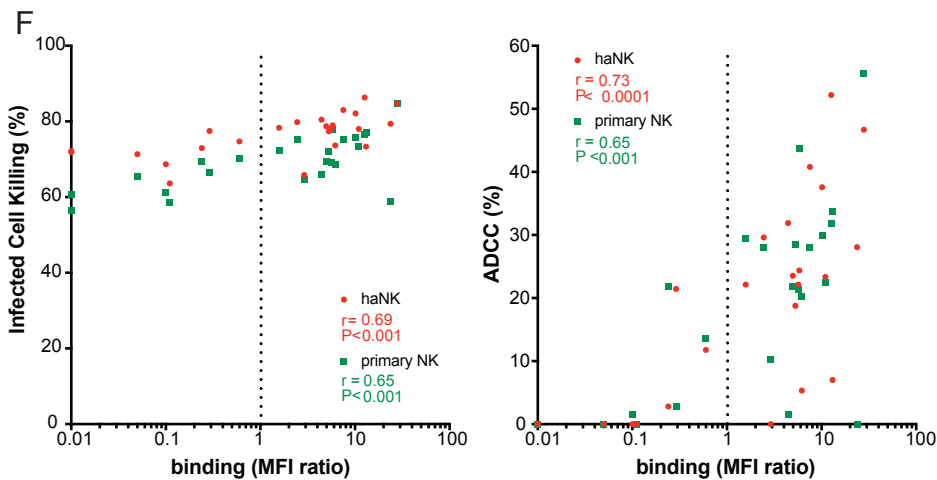 F
Infected Cell Killing (%)
100
80
60
40
20
0
0.01
0.1
1
10
100
binding (MFI ratio)
haNK
r= 0.69
P<0.001
primary NK
r = 0.65
P<0.001
ADCC (%)
60
50
40
30
20
10
0
0.01
0.1
1
10
100
binding (MFI ratio)
haNK
r = 0.73
P< 0.0001
primary NK
r = 0.65
P <0.001